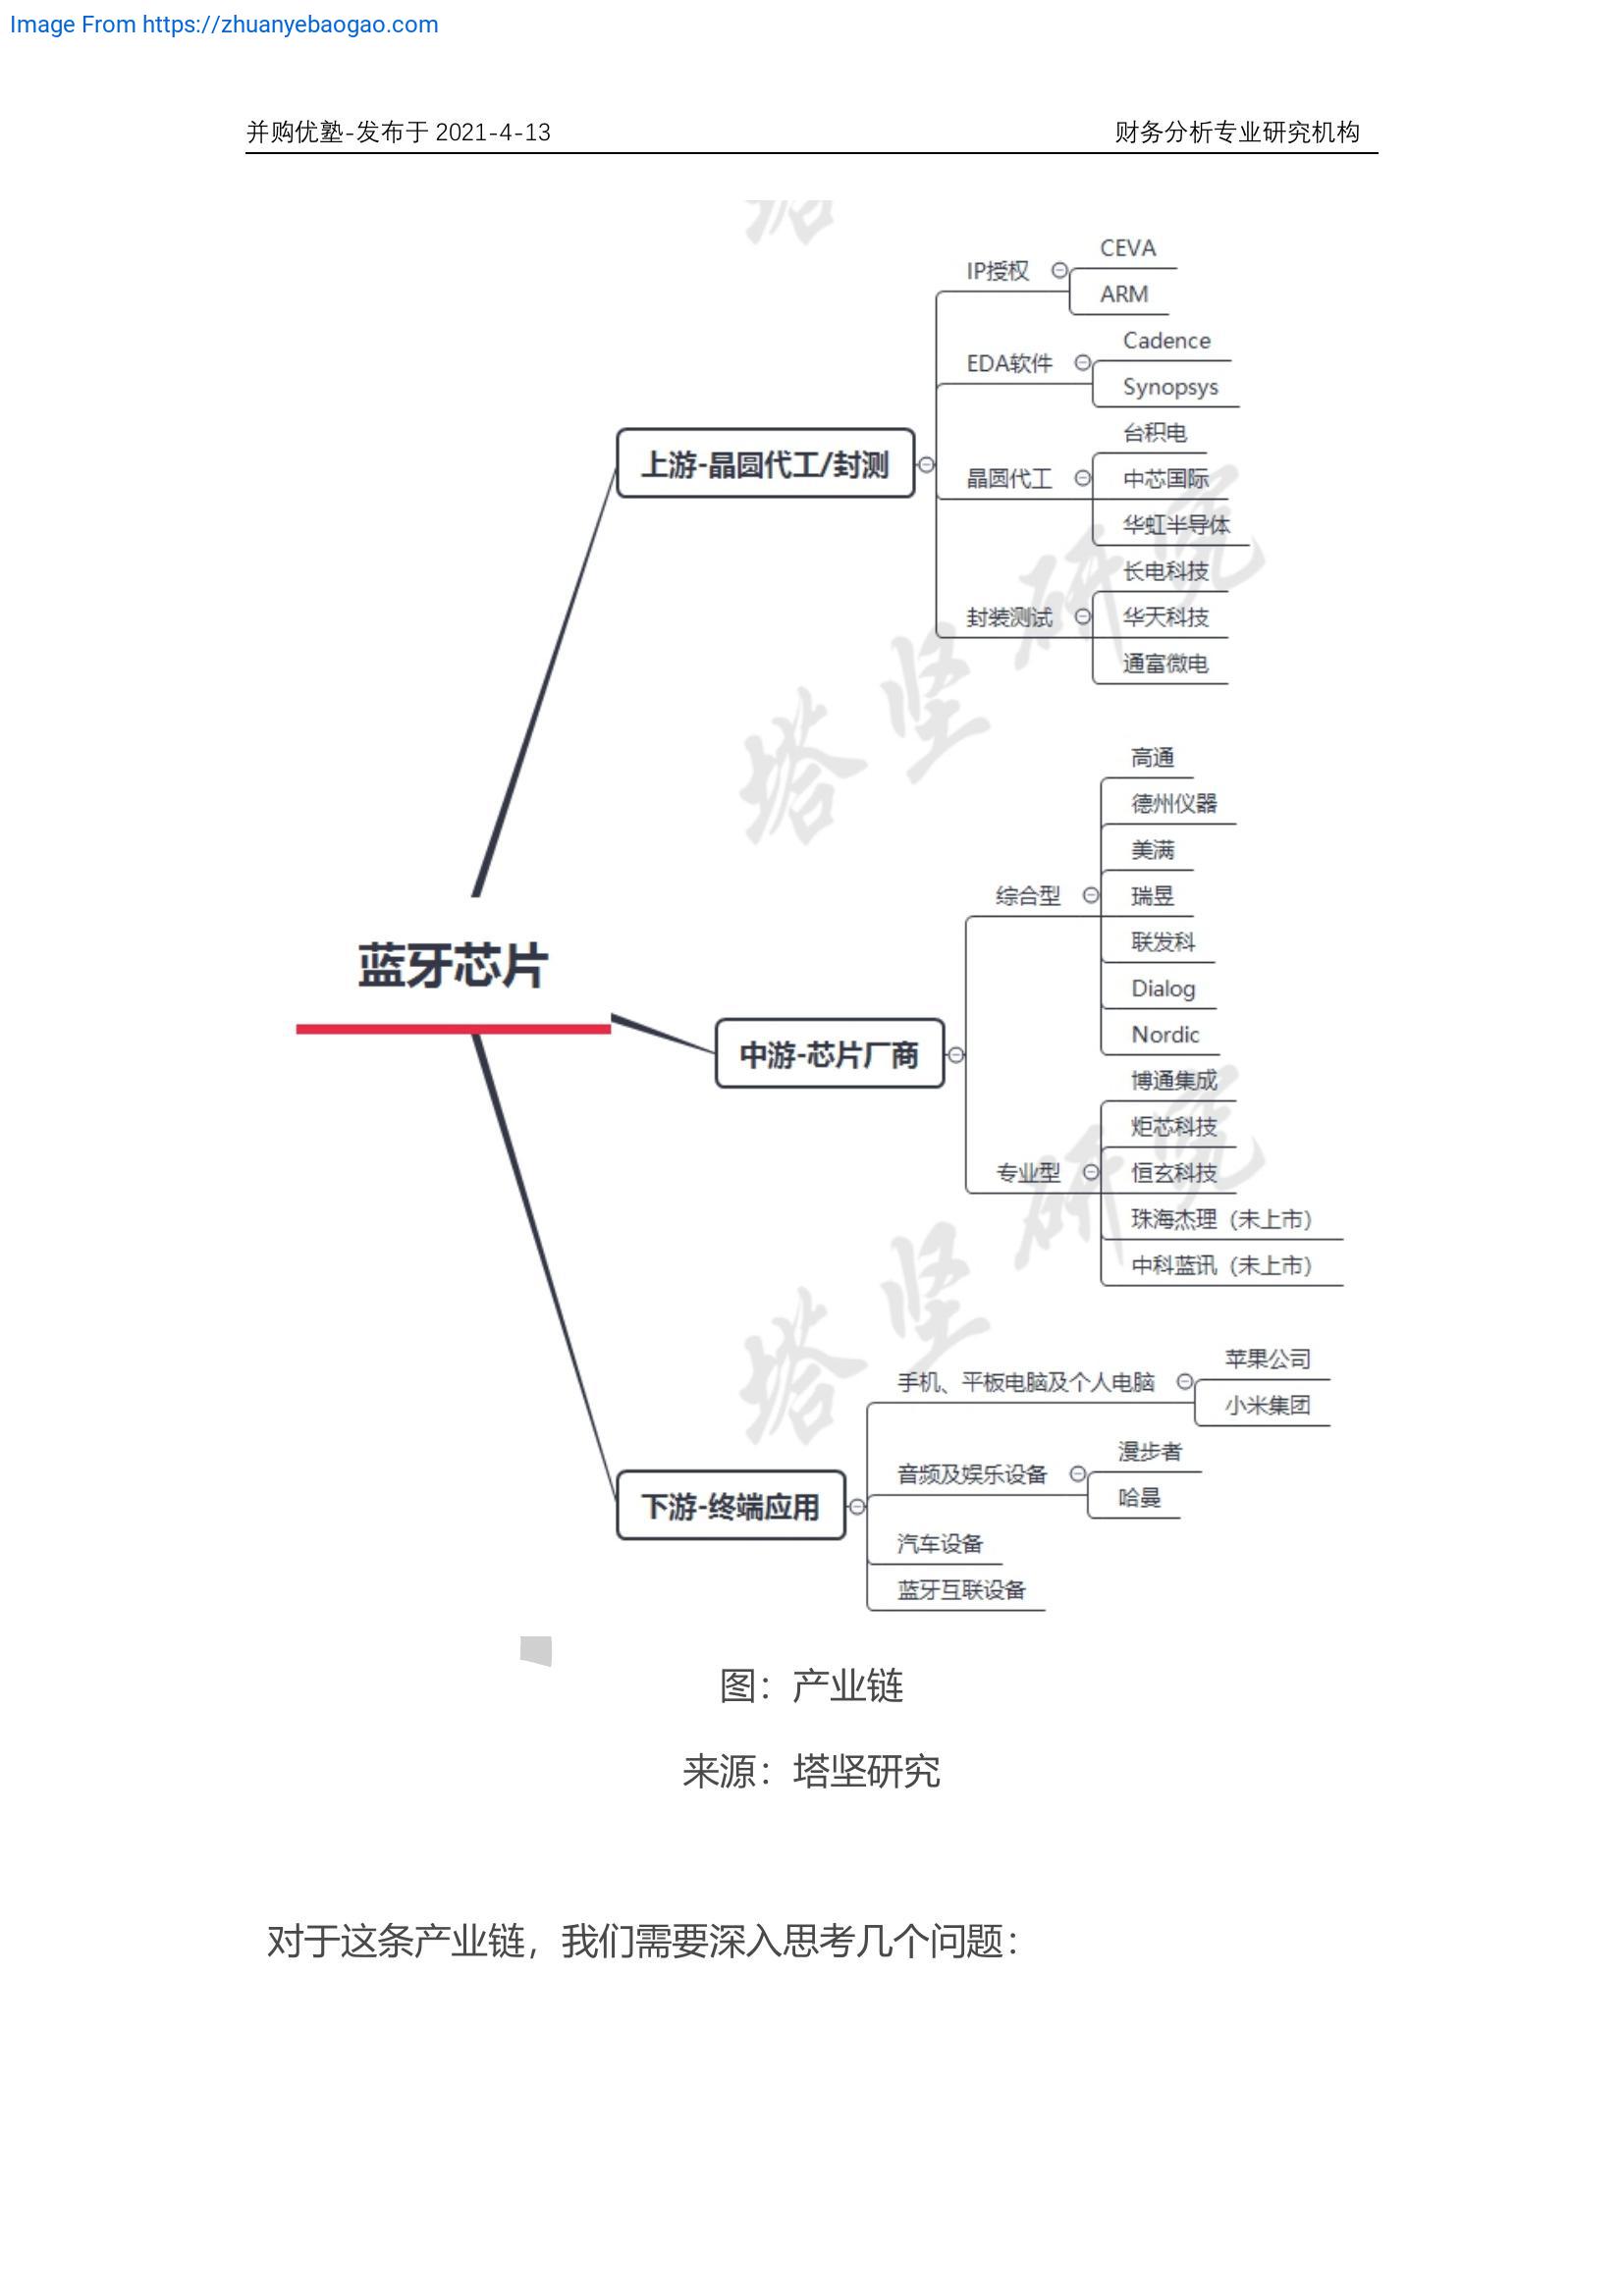 Image From https://zhuanyebaogao.com
并购优塾-发布于 2021-4-13
财务分析专业研究机构
蓝牙芯片
上游-晶圆代工/封测
IP授权
CEVA
ARM
EDA软件
Cadence
Synopsys
晶圆代工
台积电
中芯国际
华虹半导体
封装测试
长电科技
华天科技
通富微电
中游-芯片厂商
综合型
高通
德州仪器
美满
瑞昱
联发科
Dialog
Nordic
专业型
博通集成
炬芯科技
恒玄科技
珠海杰理（未上市）
中科蓝讯（未上市）
下游-终端应用
手机、平板电脑及个人电脑
苹果公司
小米集团
音频及娱乐设备
漫步者
哈曼
汽车设备
蓝牙互联设备
塔
塔坚研究
塔坚研究
图：产业链
来源：塔坚研究
对于这条产业链，我们需要深入思考几个问题：